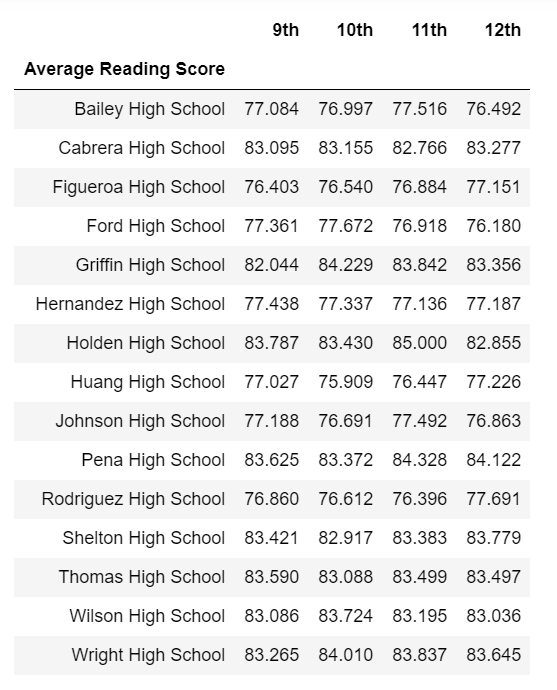 9th 10th 11th 12th
Average Reading Score
Bailey High School 77.084 76.997 77.516 76.492
Cabrera High School 83.095 83.155 82.766 83.277
Figueroa High School 76.403 76.540 76.884 77.151
Ford High School 77.361 77.672 76.918 76.180
Griffin High School 82.044 84.229 83.842 83.356
Hernandez High School 77.438 77.337 77.136 77.187
Holden High School 83.787 83.430 85.000 82.855
Huang High School 77.027 75.909 76.447 77.226
Johnson High School 77.188 76.691 77.492 76.863
Pena High School 83.625 83.372 84.328 84.122
Rodriguez High School 76.860 76.612 76.396 77.691
Shelton High School 83.421 82.917 83.383 83.779
Thomas High School 83.590 83.088 83.499 83.497
Wilson High School 83.086 83.724 83.195 83.036
Wright High School 83.265 84.010 83.837 83.645